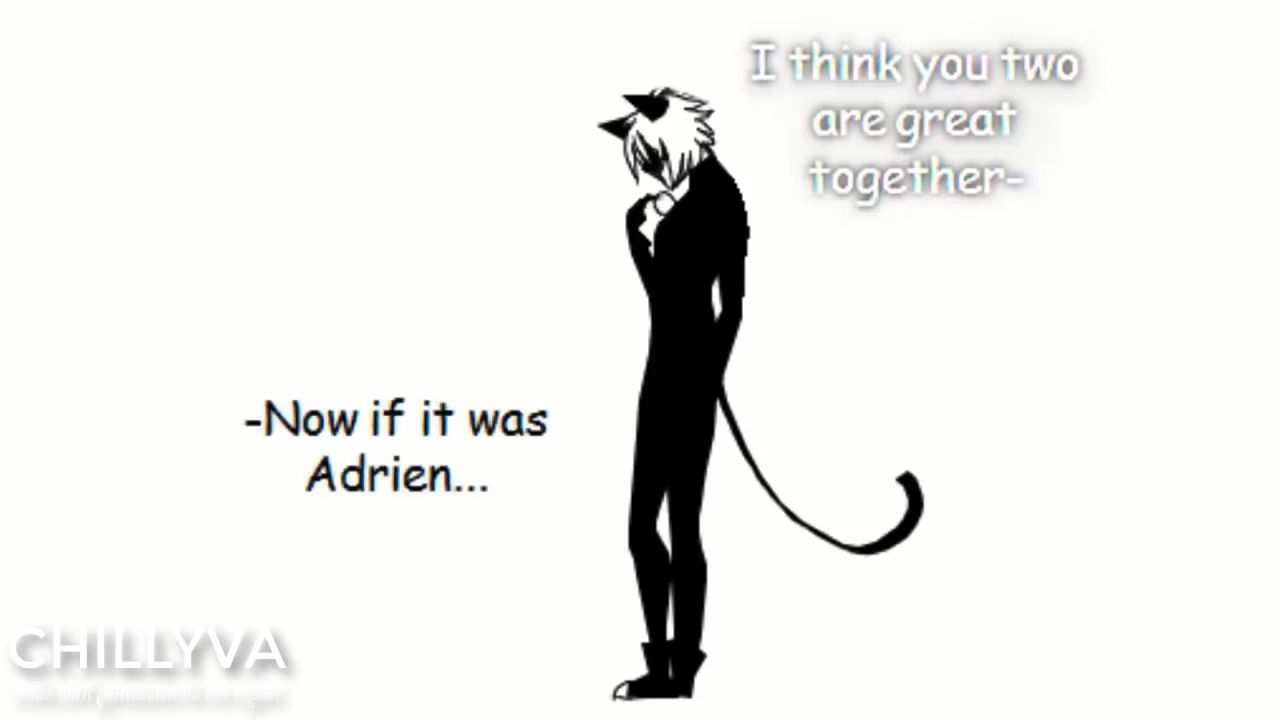 I think you two
are great
together-
-Now if it was
Adrien...
CHILLYVA